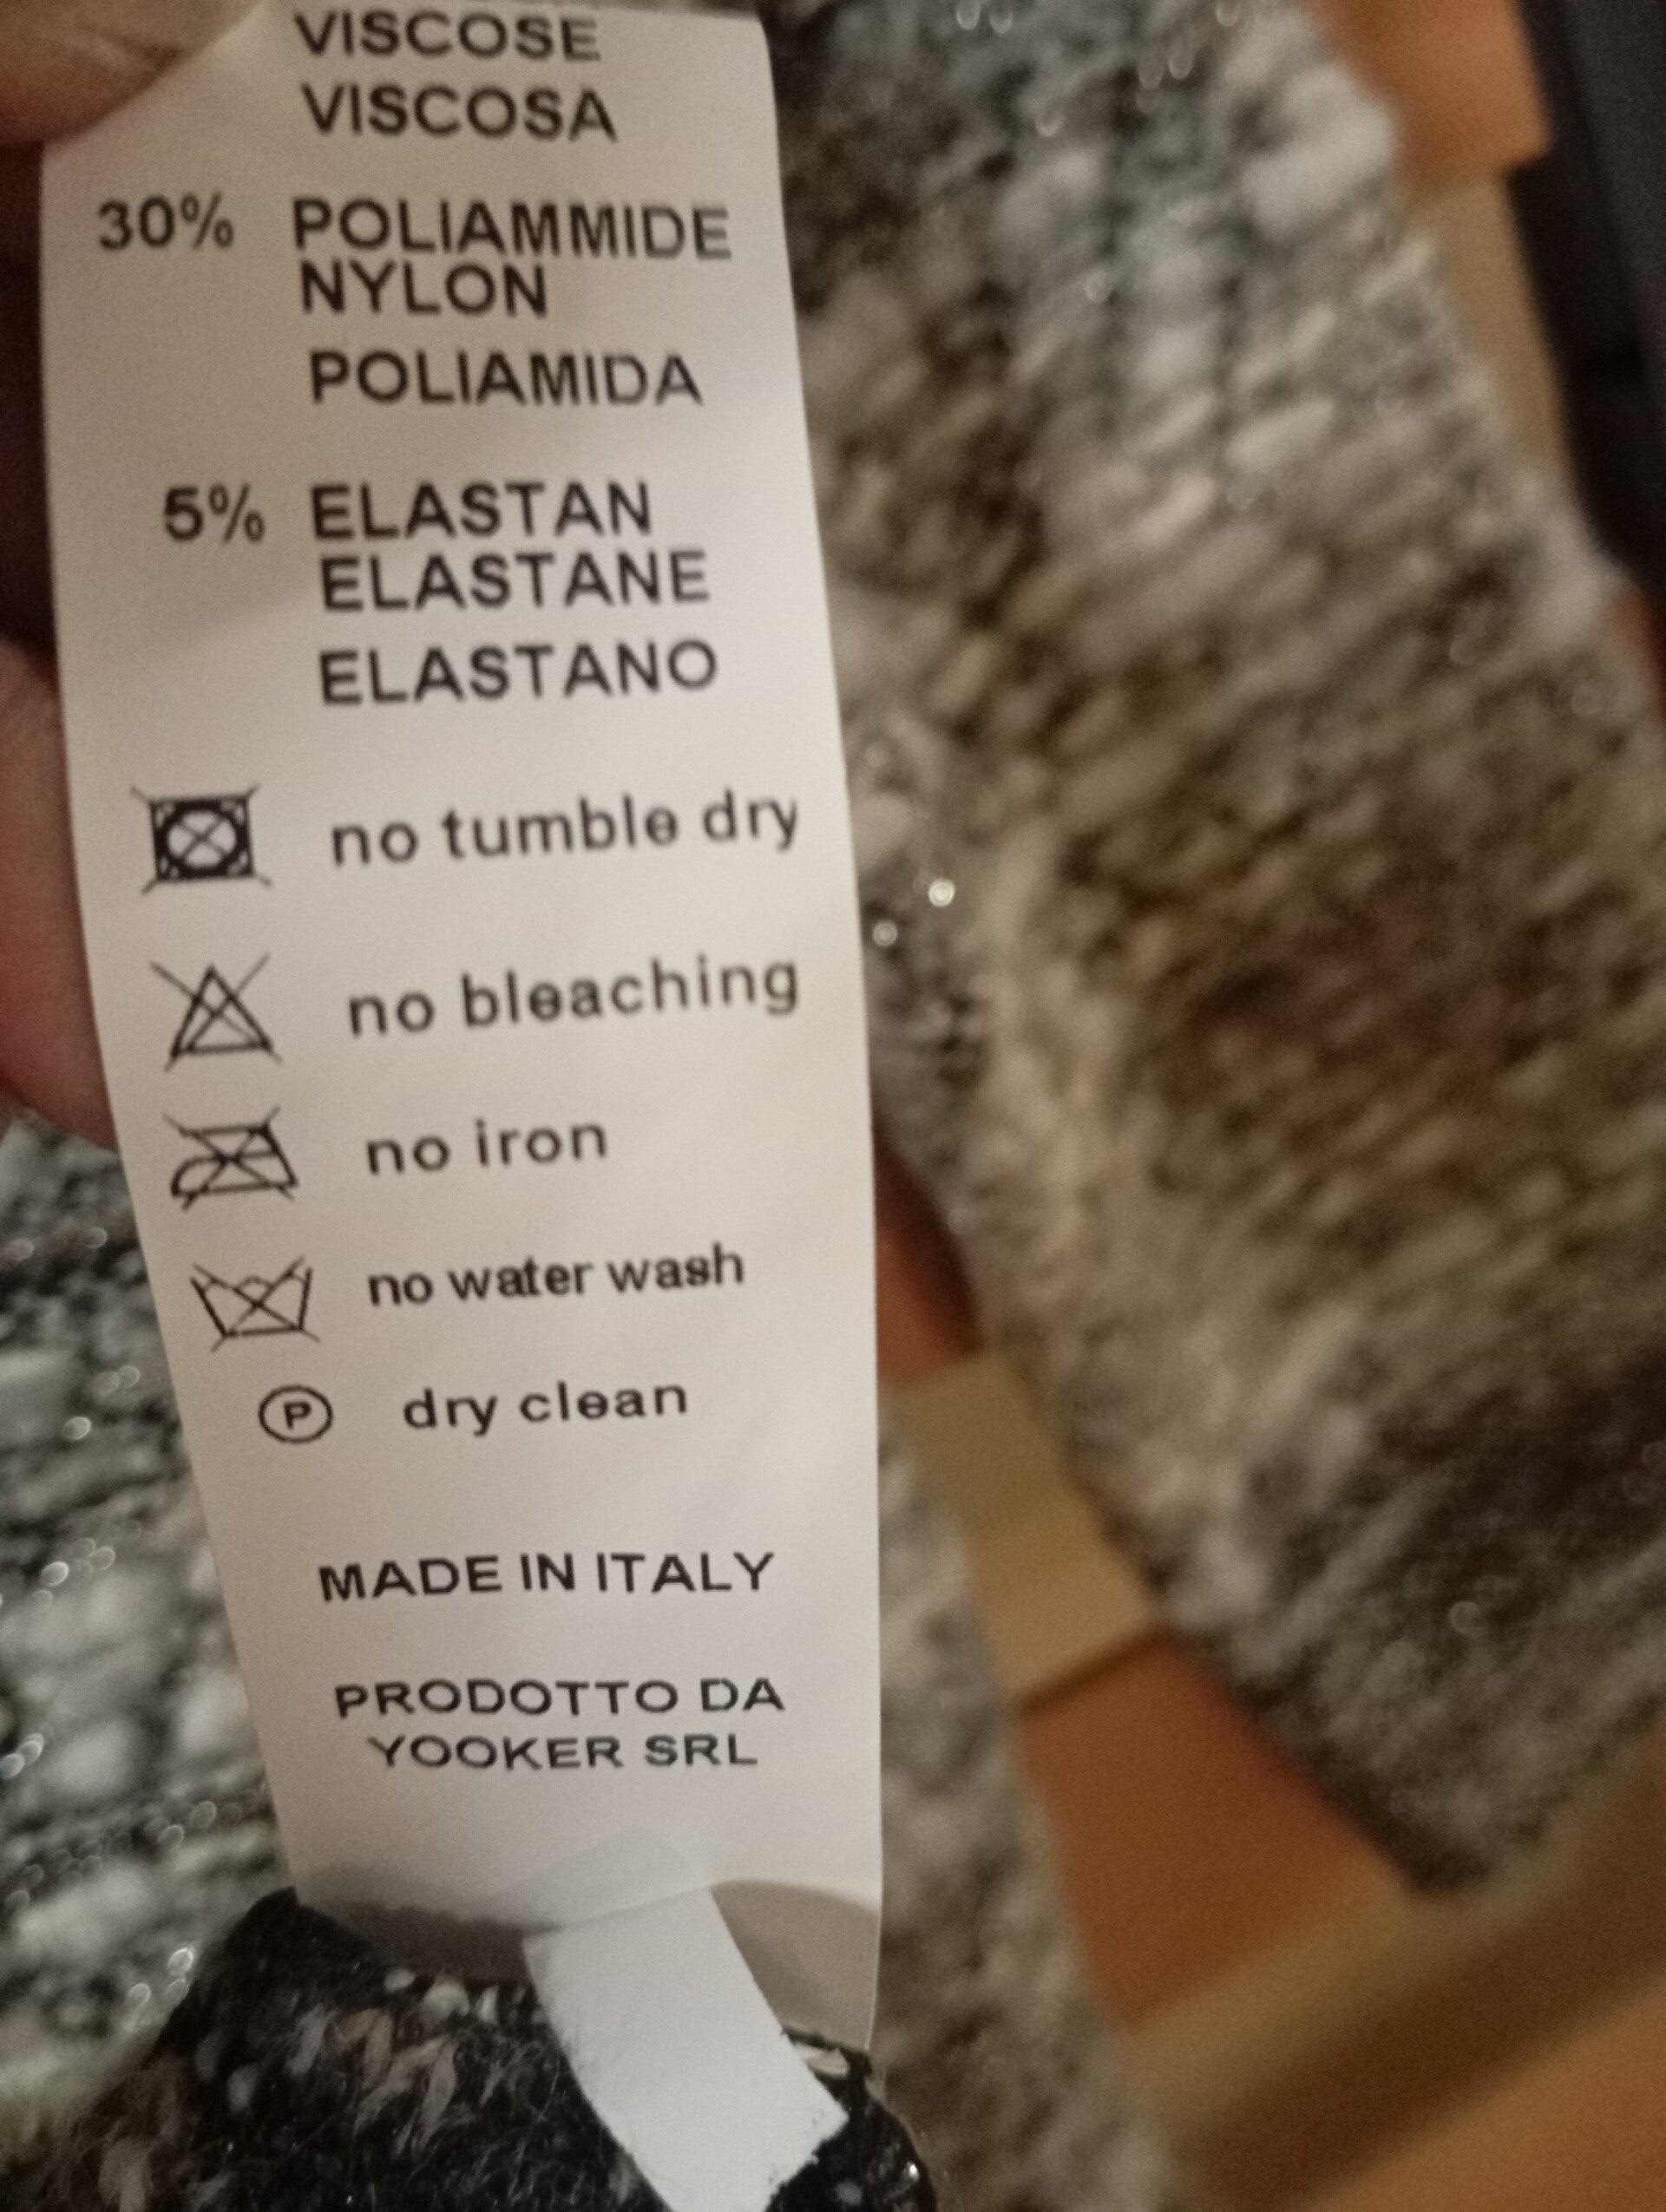 VISCOSE
VISCOSA
30% POLIAMMIDE
NYLON
POLIAMIDA
5% ELASTAN
ELASTANE
ELASTANO
no tumble dry
no bleaching
no iron
no water wash
P dry clean
MADE IN ITALY
PRODOTTO DA
YOOKER SRL